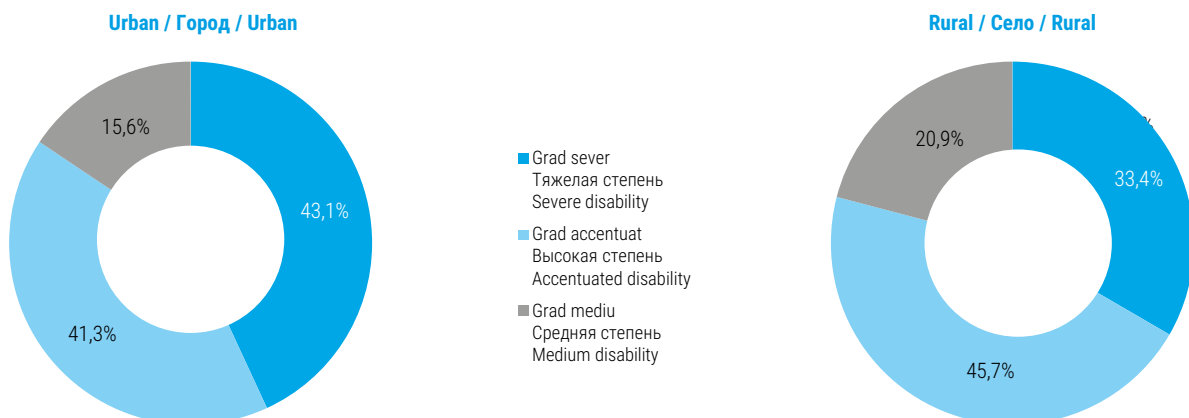 Urban / Город / Urban
Rural / Село / Rural
15,6%
43,1%
41,3%
Grad sever
Тяжелая степень
Severe disability
Grad accentuat
Высокая степень
Accentuated disability
Grad mediu
Средняя степень
Medium disability
20,9%
33,4%
45,7%